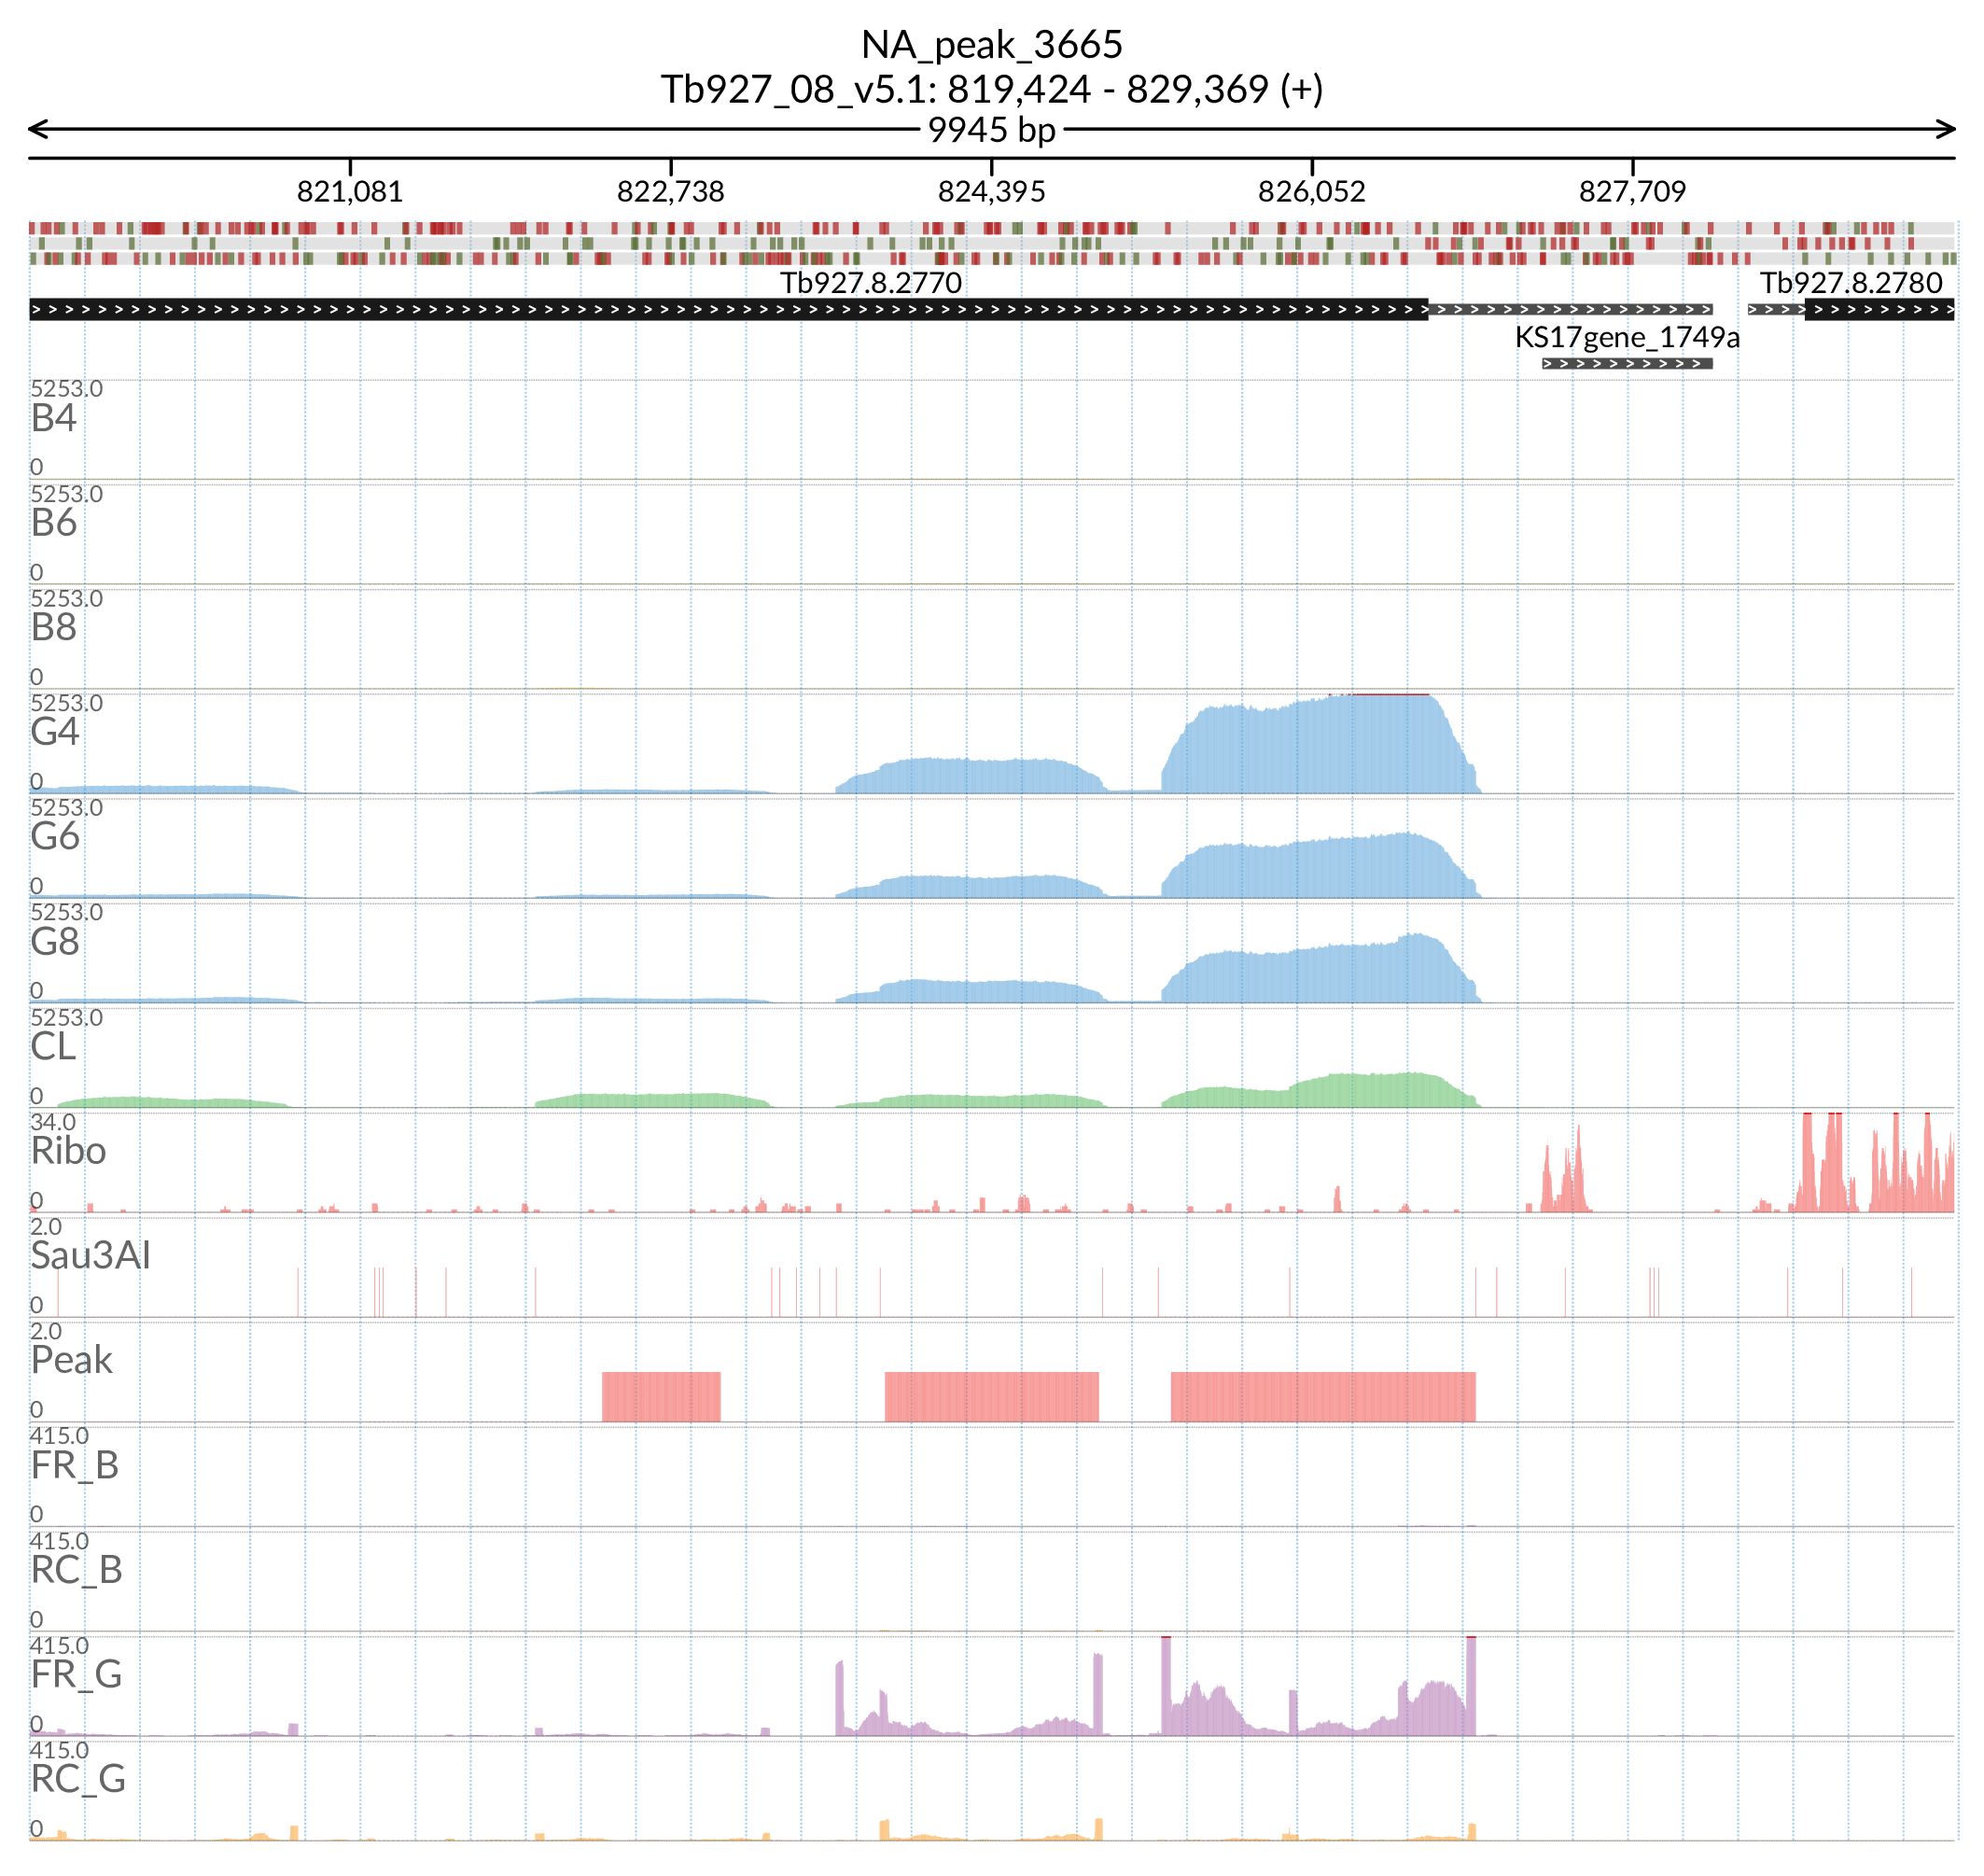 NA_peak_3665
Tb927_08_v5.1: 819,424 - 829,369 (+)
9945 bp
821,081 822,738 824,395 826,052 827,709
Tb927.8.2770 Tb927.8.2780
KS17gene_1749a
5253.0
B4
0
5253.0
B6
0
5253.0
B8
0
5253.0
G4
0
5253.0
G6
0
5253.0
G8
0
5253.0
CL
0
34.0
Ribo
0
2.0
Sau3AI
0
2.0
Peak
0
415.0
FR_B
0
415.0
RC_B
0
415.0
FR_G
0
415.0
RC_G
0